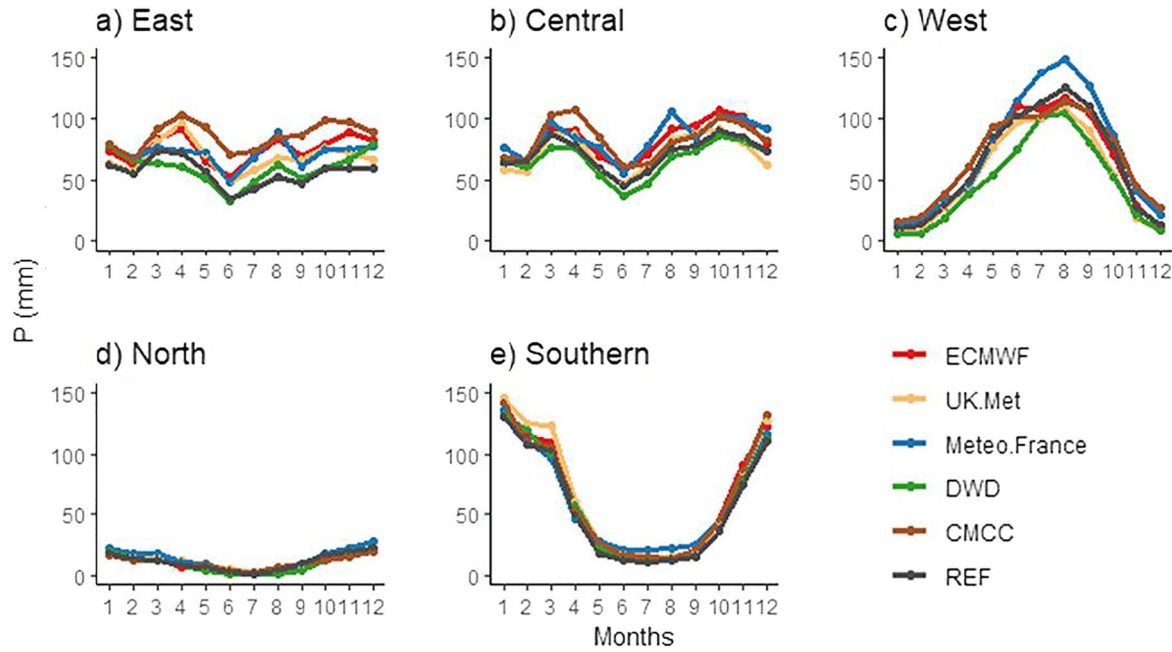 a) East
b) Central
c) West
150
100
50
0
1 2 3 4 5 6 7 8 9 10 11 12
150
100
50
0
1 2 3 4 5 6 7 8 9 10 11 12
150
100
50
0
1 2 3 4 5 6 7 8 9 10 11 12
P (mm)
d) North
e) Southern
150
100
50
0
1 2 3 4 5 6 7 8 9 10 11 12
150
100
50
0
1 2 3 4 5 6 7 8 9 10 11 12
Months
ECMWF
UK.Met
Meteo.France
DWD
CMCC
REF